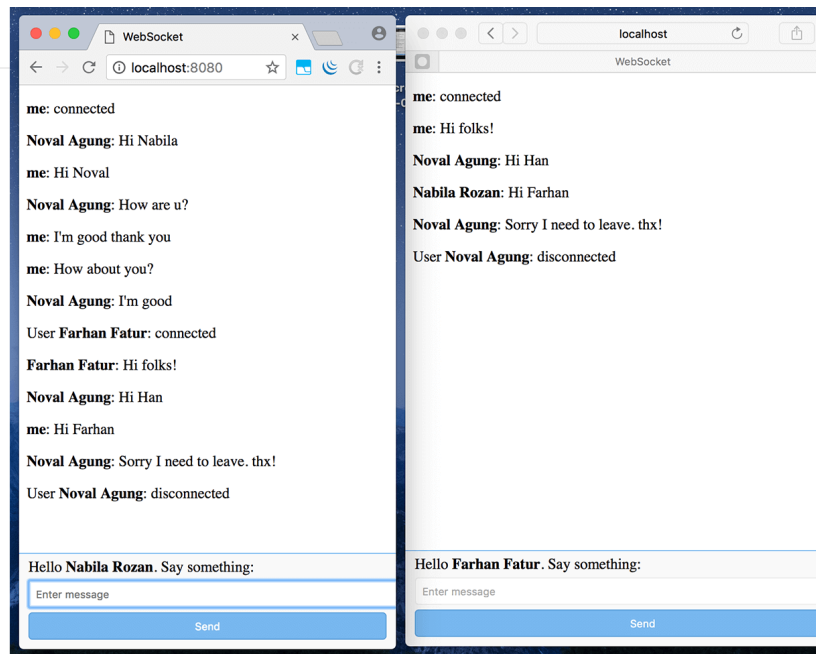 WebSocket
localhost:8080
me: connected
Noval Agung: Hi Nabila
me: Hi Noval
Noval Agung: How are u?
me: I'm good thank you
me: How about you?
Noval Agung: I'm good
User Farhan Fatur: connected
Farhan Fatur: Hi folks!
Noval Agung: Hi Han
me: Hi Farhan
Noval Agung: Sorry I need to leave. thx!
User Noval Agung: disconnected
Hello Nabila Rozan. Say something:
Enter message
Send
localhost
WebSocket
me: connected
me: Hi folks!
Noval Agung: Hi Han
Nabila Rozan: Hi Farhan
Noval Agung: Sorry I need to leave. thx!
User Noval Agung: disconnected
Hello Farhan Fatur. Say something:
Enter message
Send